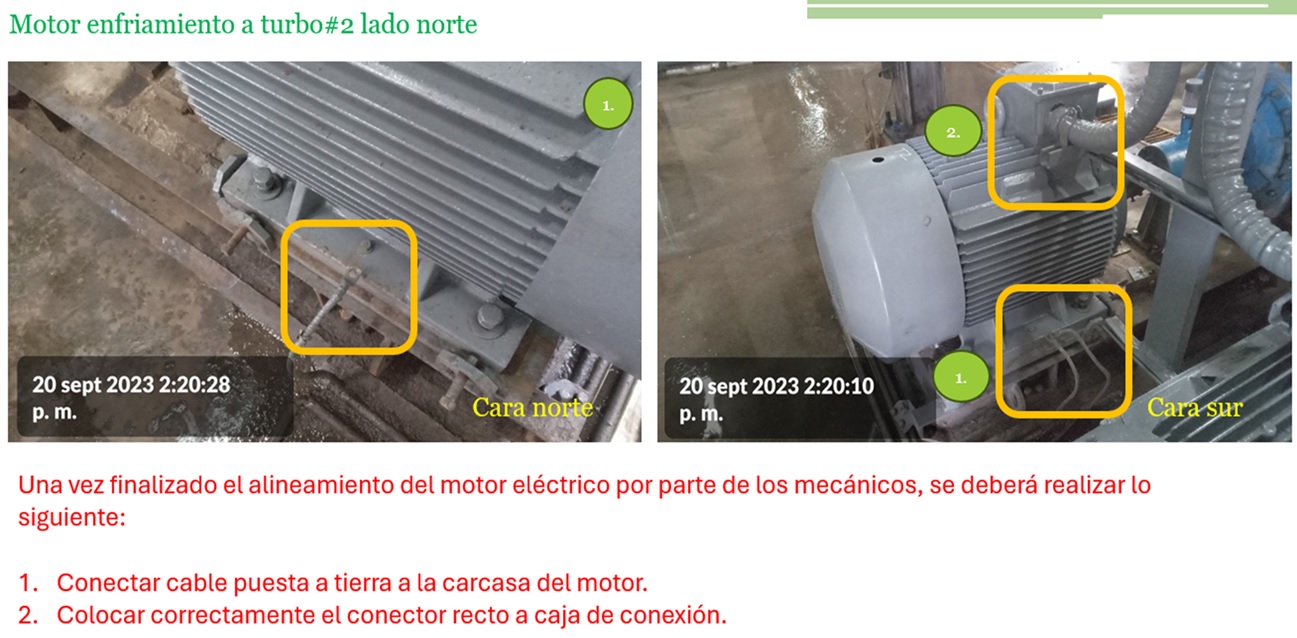 Motor enfriamiento a turbo#2 lado norte
1.
2.
1.
20 sept 2023 2:20:28
p. m.
Cara norte
20 sept 2023 2:20:10
p. m.
Cara sur
Una vez finalizado el alineamiento del motor eléctrico por parte de los mecánicos, se deberá realizar lo
siguiente:
1. Conectar cable puesta a tierra a la carcasa del motor.
2. Colocar correctamente el conector recto a caja de conexión.